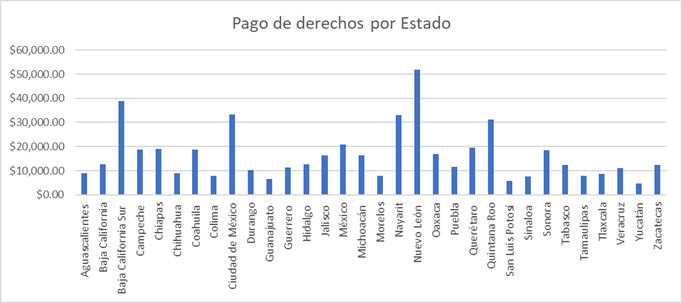 Pago de derechos por Estado
$60,000.00
$50,000.00
$40,000.00
$30,000.00
$20,000.00
$10,000.00
$0.00
Aguascalientes
Baja California
Baja California Sur
Campeche
Chiapas
Chihuahua
Coahuila
Colima
Ciudad de México
Durango
Guanajuato
Guerrero
Hidalgo
Jalisco
México
Michoacán
Morelos
Nayarit
Nuevo León
Oaxaca
Puebla
Querétaro
Quintana Roo
San Luis Potosí
Sinaloa
Sonora
Tabasco
Tamaulipas
Tlaxcala
Veracruz
Yucatán
Zacatecas